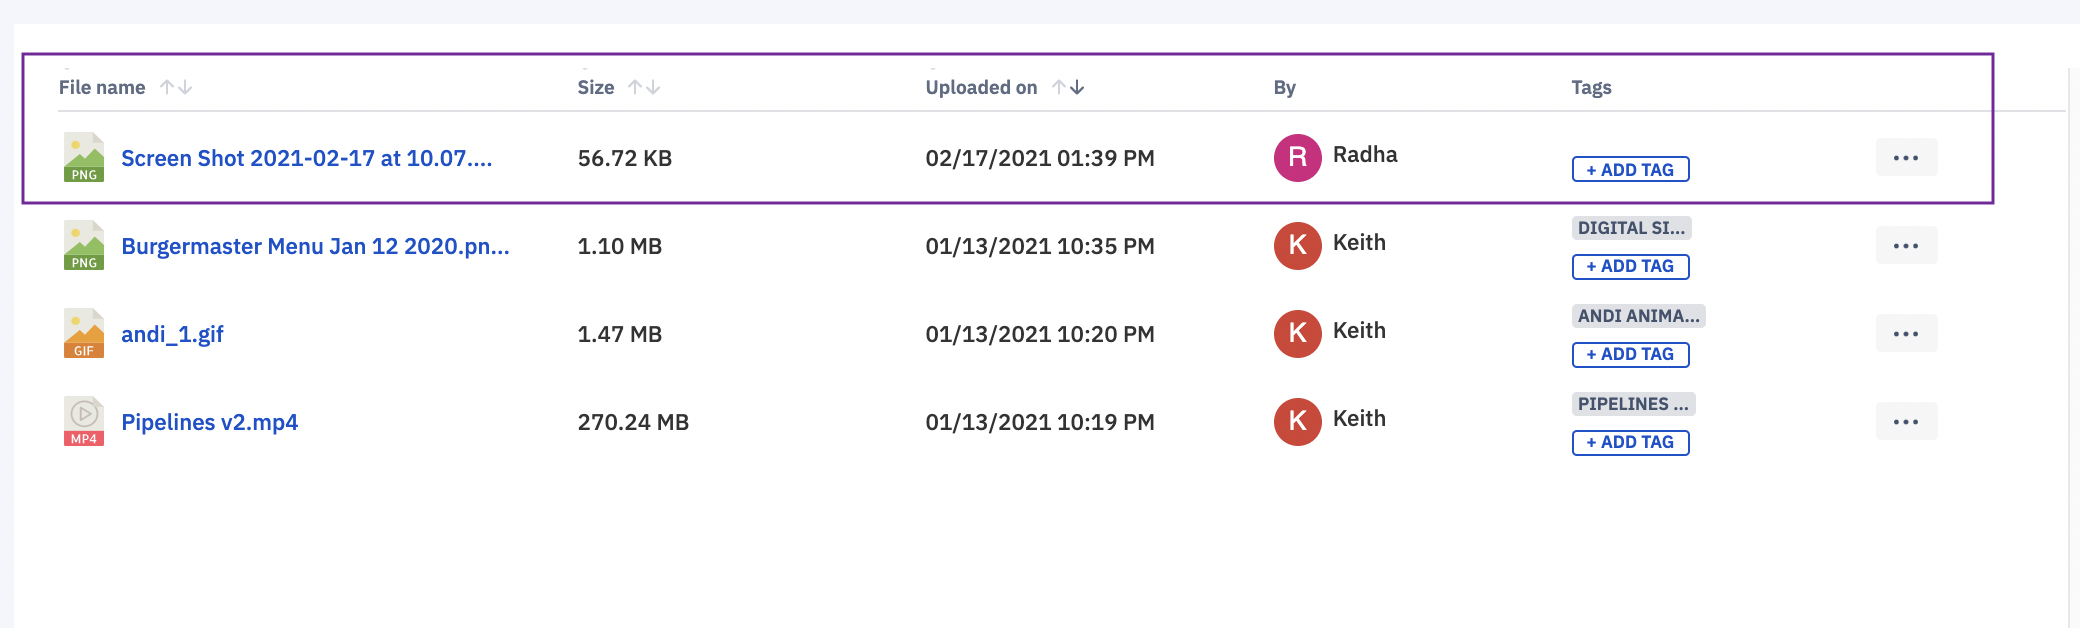 File name Size Uploaded on By Tags
PNG Screen Shot 2021-02-17 at 10.07.... 56.72 KB 02/17/2021 01:39 PM R Radha + ADD TAG
PNG Burgermaster Menu Jan 12 2020.pn... 1.10 MB 01/13/2021 10:35 PM K Keith DIGITAL SI...
+ ADD TAG
GIF andi_1.gif 1.47 MB 01/13/2021 10:20 PM K Keith ANDI ANIMA...
+ ADD TAG
MP4 Pipelines v2.mp4 270.24 MB 01/13/2021 10:19 PM K Keith PIPELINES ...
+ ADD TAG